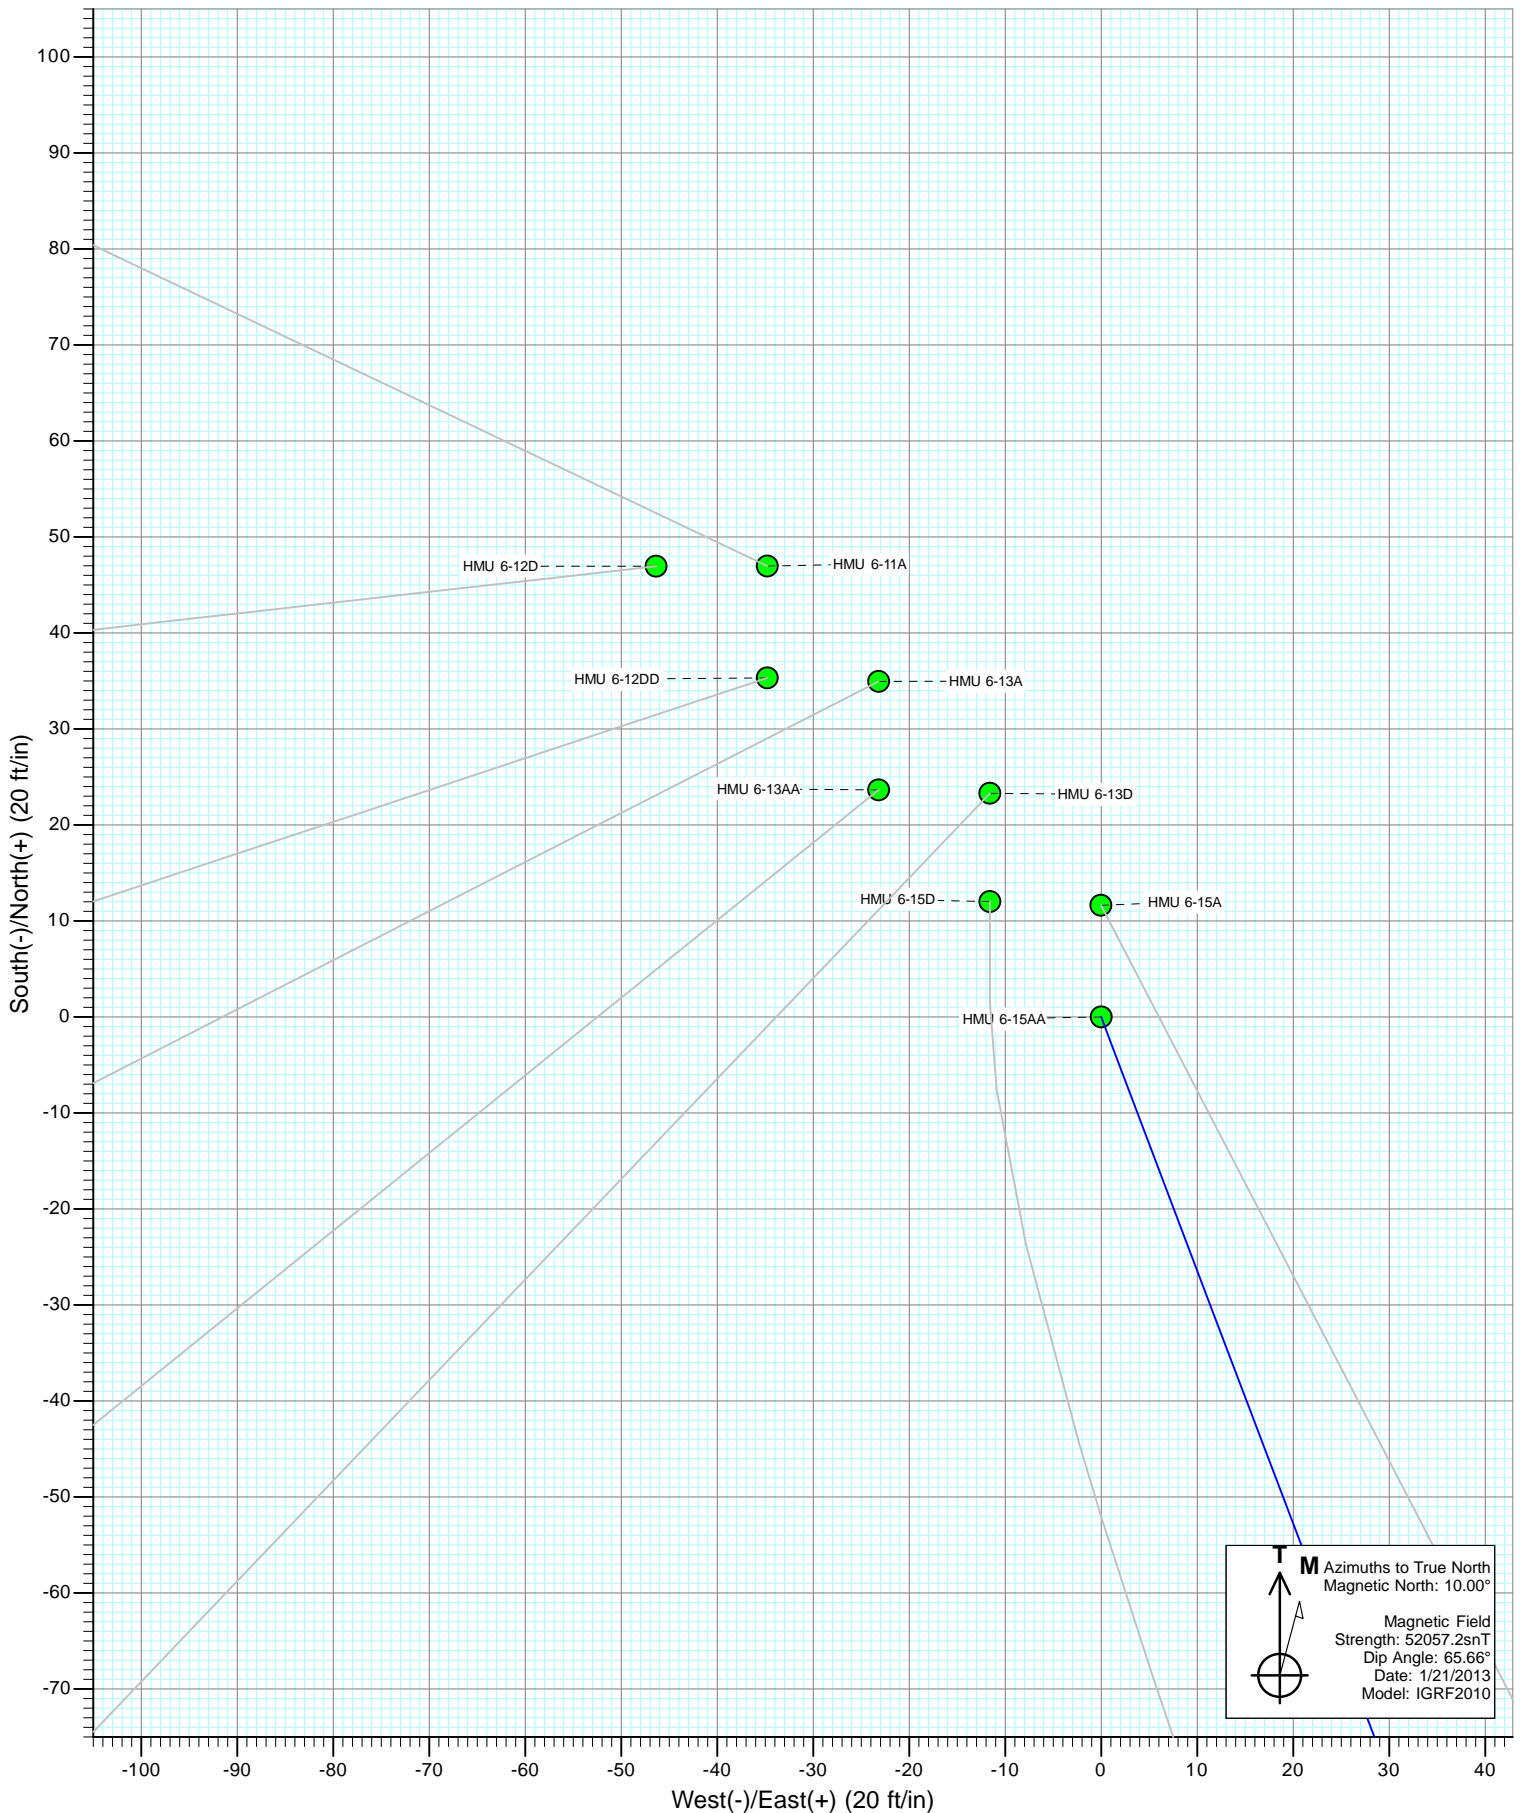 100
90
80
70
60
50
40
30
20
10
0
-10
-20
-30
-40
-50
-60
-70
South(-)/North(+) (20 ft/in)
HMU 6-12D
HMU 6-11A
HMU 6-12DD
HMU 6-13A
HMU 6-13AA
HMU 6-13D
HMU 6-15D
HMU 6-15A
HMU 6-15AA
T
M
Azimuths to True North
Magnetic North: 10.00°
Magnetic Field
Strength: 52057.2snT
Dip Angle: 65.66°
Date: 1/21/2013
Model: IGRF2010
-100 -90 -80 -70 -60 -50 -40 -30 -20 -10 0 10 20 30 40
West(-)/East(+) (20 ft/in)